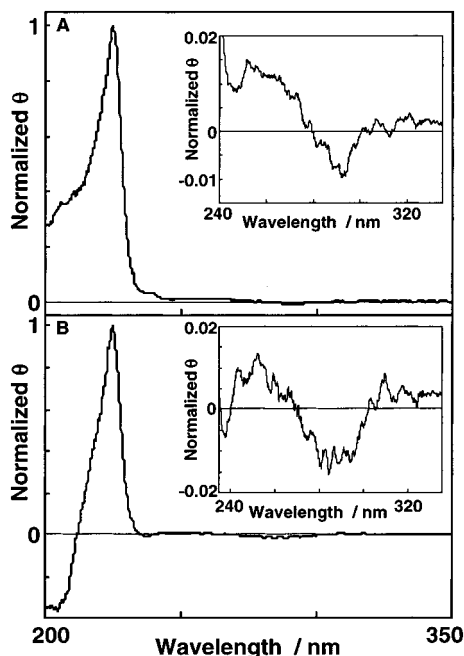 A
1
0
Normalized θ
0.02
0
-0.01
Normalized θ
240
320
Wavelength / nm
B
1
0
Normalized θ
0.02
0
-0.02
Normalized θ
240
320
Wavelength / nm
200
350
Wavelength / nm